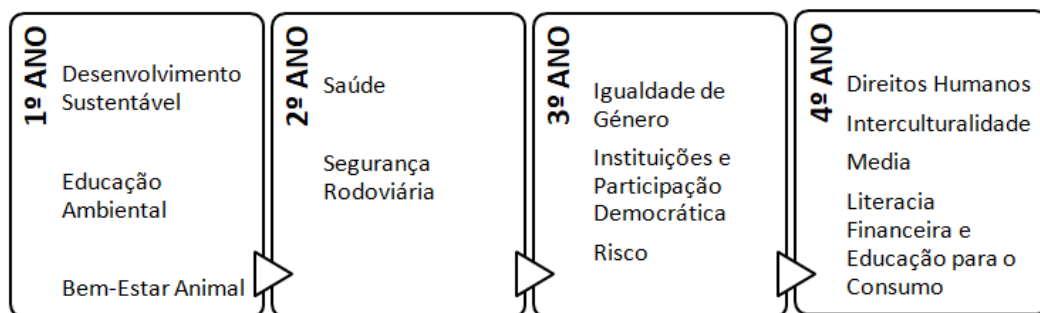 1º ANO
Desenvolvimento
Sustentável
Educação
Ambiental
Bem-Estar Animal
2º ANO
Saúde
Segurança
Rodoviária
3º ANO
Igualdade de
Género
Instituições e
Participação
Democrática
Risco
4º ANO
Direitos Humanos
Interculturalidade
Media
Literacia
Financeira e
Educação para o
Consumo